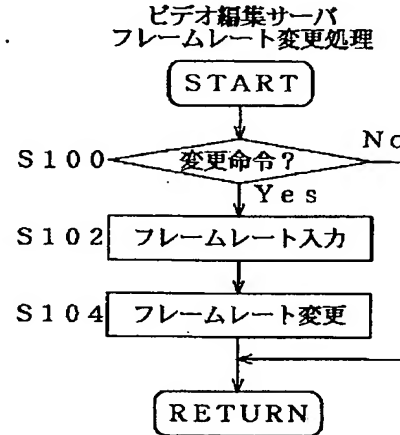 ビデオ編集サーバ
フレームレート変更処理
START
No
S100
変更命令？
Yes
S102
フレームレート入力
S104
フレームレート変更
RETURN